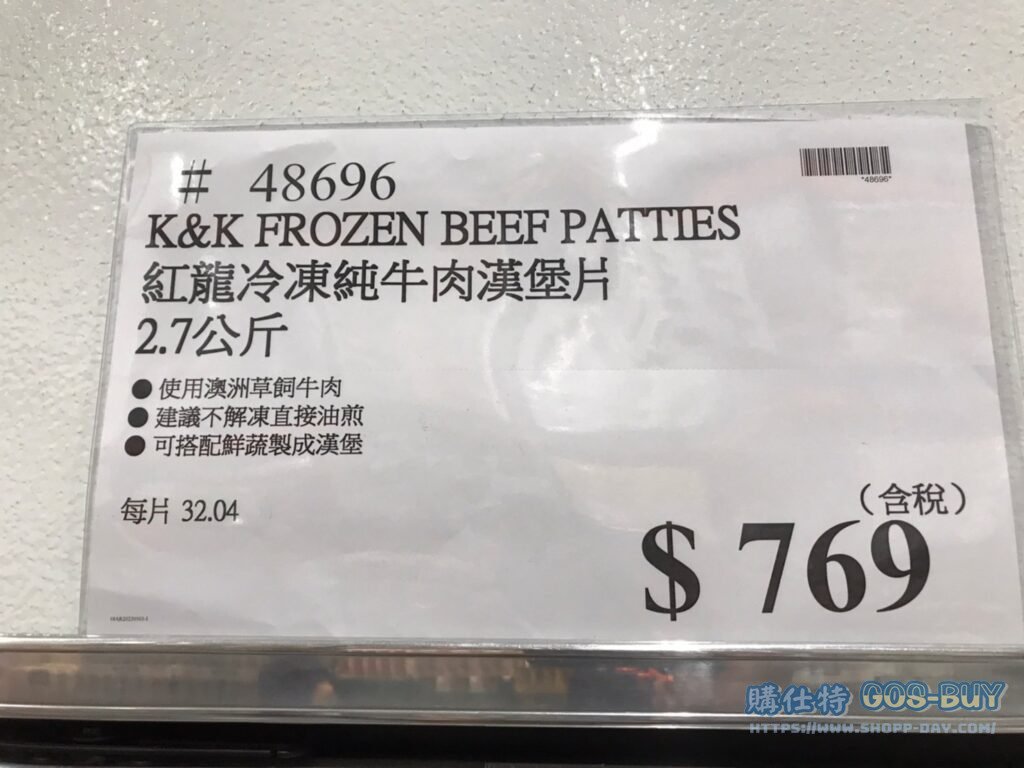 # 48696
*48696*
K&K FROZEN BEEF PATTIES
紅龍冷凍純牛肉漢堡片
2.7公斤
● 使用澳洲草飼牛肉
● 建議不解凍直接油煎
● 可搭配鮮蔬製成漢堡
每片 32.04
（含稅）
$ 769
購仕特 GOS-BUY
HTTPS://WWW.SHOPP-DAY.COM/